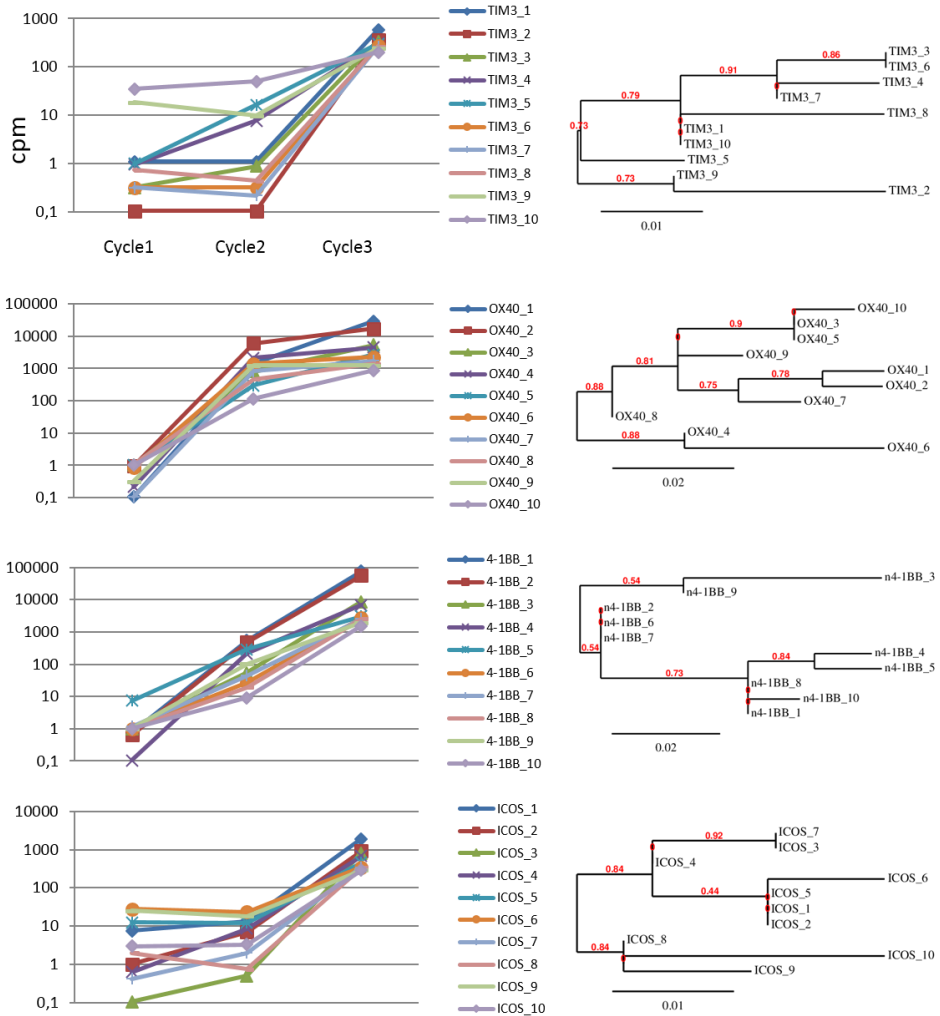 1000
100
10
1
0,1
cpm
Cycle1 Cycle2 Cycle3
TIM3_1
TIM3_2
TIM3_3
TIM3_4
TIM3_5
TIM3_6
TIM3_7
TIM3_8
TIM3_9
TIM3_10
0.86
TIM3_3
TIM3_6
0.91
TIM3_4
TIM3_7
0.79
TIM3_8
0.73
TIM3_1
TIM3_10
TIM3_5
TIM3_9
0.73
TIM3_2
0.01
100000
10000
1000
100
10
1
0,1
OX40_1
OX40_2
OX40_3
OX40_4
OX40_5
OX40_6
OX40_7
OX40_8
OX40_9
OX40_10
OX40_10
0.9
OX40_3
OX40_5
OX40_9
0.81
OX40_1
0.78
OX40_2
0.75
OX40_7
0.88
OX40_8
OX40_4
0.88
OX40_6
0.02
100000
10000
1000
100
10
1
0,1
4-1BB_1
4-1BB_2
4-1BB_3
4-1BB_4
4-1BB_5
4-1BB_6
4-1BB_7
4-1BB_8
4-1BB_9
4-1BB_10
n4-1BB_3
0.54
n4-1BB_9
n4-1BB_2
n4-1BB_6
n4-1BB_7
0.54
n4-1BB_4
0.84
n4-1BB_5
0.73
n4-1BB_8
n4-1BB_10
n4-1BB_1
0.02
10000
1000
100
10
1
0,1
ICOS_1
ICOS_2
ICOS_3
ICOS_4
ICOS_5
ICOS_6
ICOS_7
ICOS_8
ICOS_9
ICOS_10
0.92
ICOS_7
ICOS_3
ICOS_4
0.84
ICOS_6
0.44
ICOS_5
ICOS_1
ICOS_2
ICOS_8
0.84
ICOS_10
ICOS_9
0.01